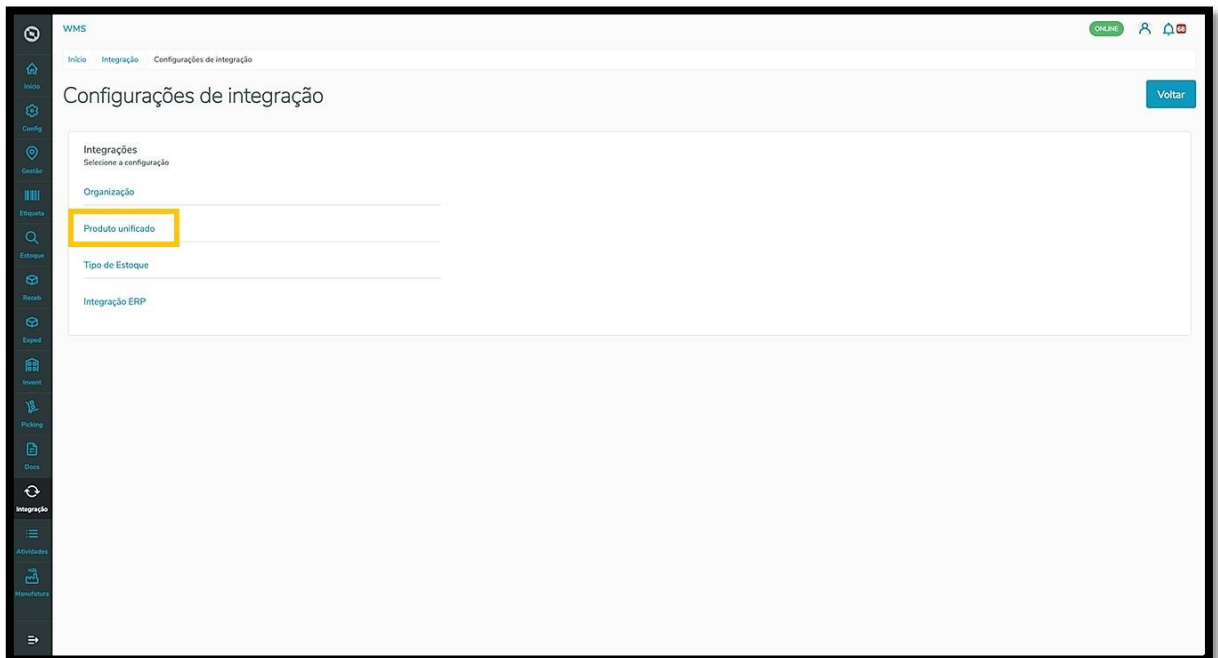 WMS
ONLINE
68
Início Integração Configurações de integração
Configurações de integração
Voltar
Início
Config
Gestão
Etiqueta
Estoque
Receb
Exped
Invent
Picking
Docs
Integração
Atividades
Manufatura
Integrações
Selecione a configuração
Organização
Produto unificado
Tipo de Estoque
Integração ERP